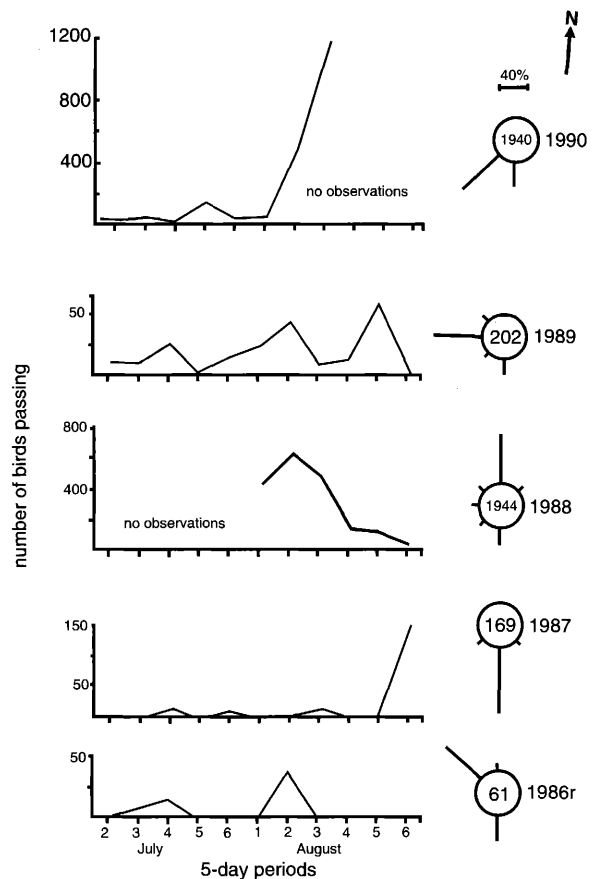 N
40%
1200
800
400
no observations
1940 1990
50
202 1989
number of birds passing
800
400
no observations
1944 1988
150
50
169 1987
50
61 1986r
2 3 4 5 6 1 2 3 4 5 6
July August
5-day periods